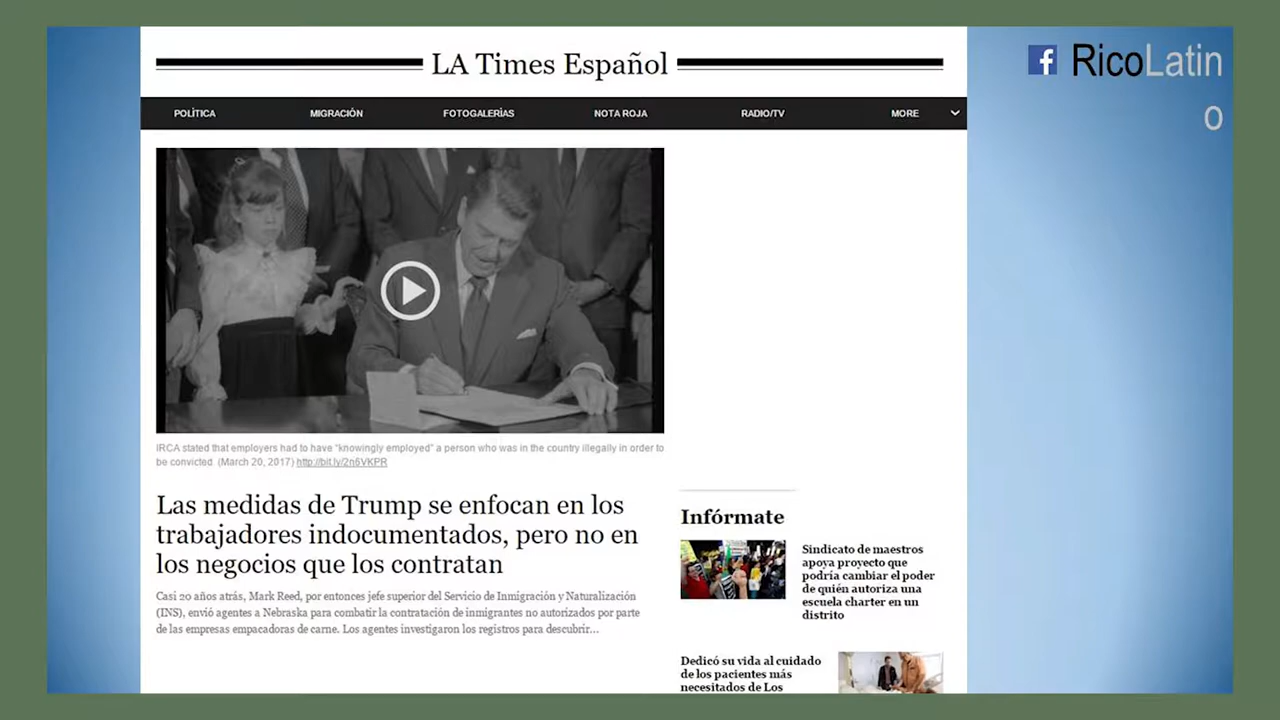 LA Times Español
RicoLatin
o
POLÍTICA MIGRACIÓN FOTOGALERÍAS NOTA ROJA RADIO/TV MORE
IRCA stated that employers had to have "knowingly employed" a person who was in the country illegally in order to
be convicted (March 20, 2017) http://bit.ly/2n6VKPR
Las medidas de Trump se enfocan en los
trabajadores indocumentados, pero no en
los negocios que los contratan
Casi 20 años atrás, Mark Reed, por entonces jefe superior del Servicio de Inmigración y Naturalización
(INS), envió agentes a Nebraska para combatir la contratación de inmigrantes no autorizados por parte
de las empresas empacadoras de carne. Los agentes investigaron los registros para descubrir...
Infórmate
Sindicato de maestros
apoya proyecto que
podría cambiar el poder
de quién autoriza una
escuela charter en un
distrito
Dedicó su vida al cuidado
de los pacientes más
necesitados de Los